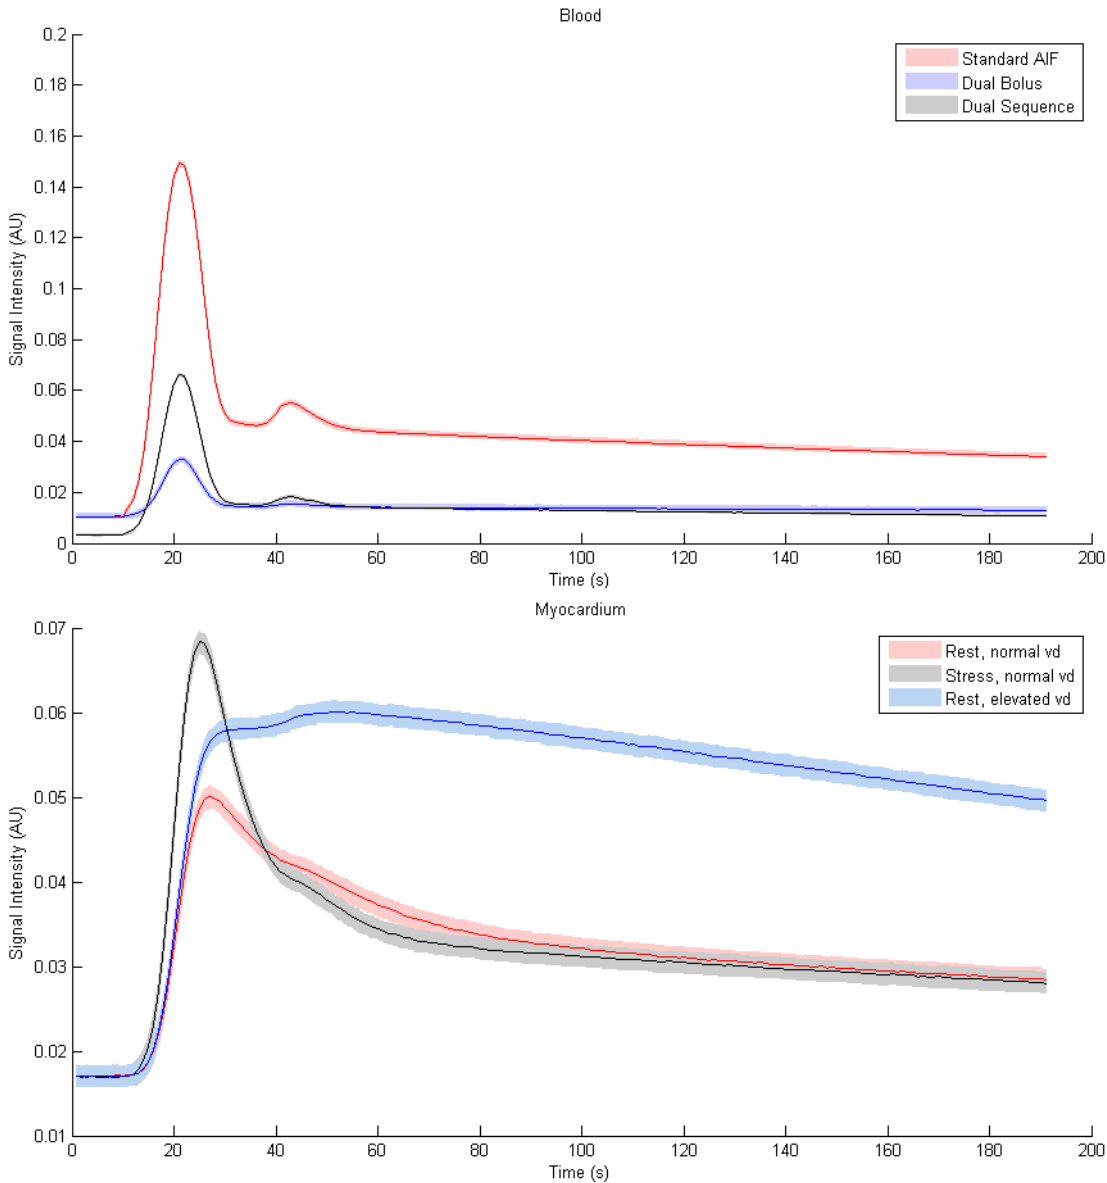 Blood
Signal Intensity (AU)
0.2
0.18
0.16
0.14
0.12
0.1
0.08
0.06
0.04
0.02
0
Standard AIF
Dual Bolus
Dual Sequence
0 20 40 60 80 100 120 140 160 180 200
Time (s)
Myocardium
Signal Intensity (AU)
0.07
0.06
0.05
0.04
0.03
0.02
0.01
Rest, normal vd
Stress, normal vd
Rest, elevated vd
0 20 40 60 80 100 120 140 160 180 200
Time (s)